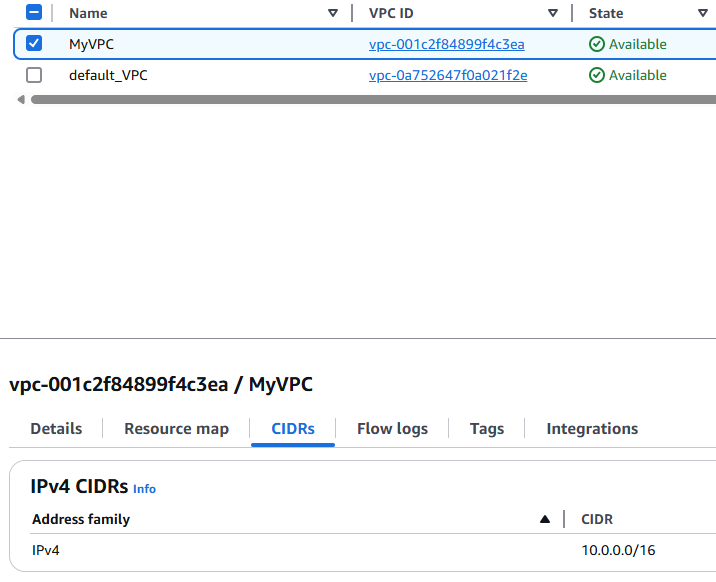 Name VPC ID State
MyVPC vpc-001c2f84899f4c3ea Available
default_VPC vpc-0a752647f0a021f2e Available
vpc-001c2f84899f4c3ea / MyVPC
Details Resource map CIDRs Flow logs Tags Integrations
IPv4 CIDRs Info
Address family CIDR
IPv4 10.0.0.0/16